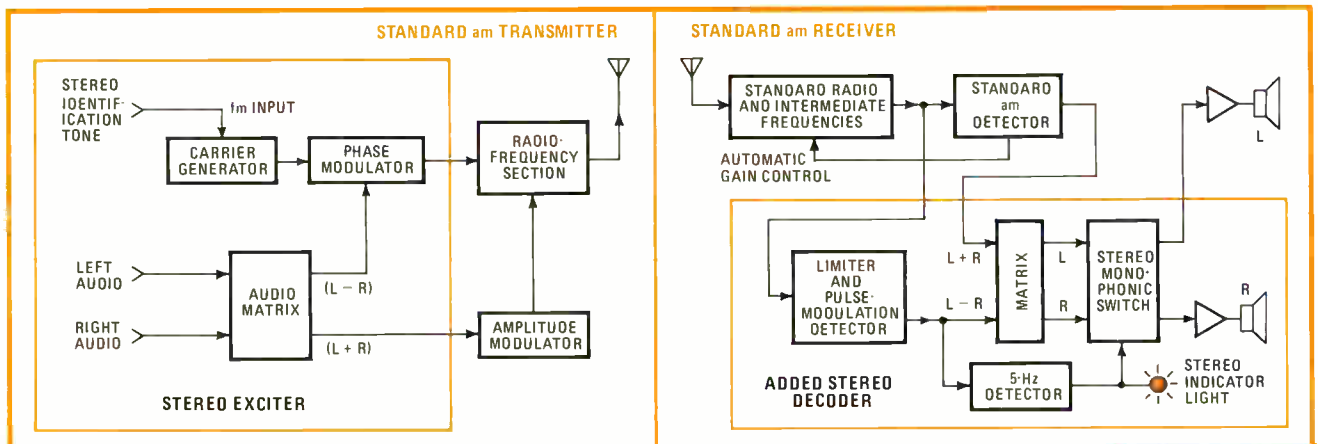 STANDARD am TRANSMITTER
STEREO
IDENTIF-
ICATION
TONE
fm INPUT
CARRIER
GENERATOR
PHASE
MODULATOR
RADIO-
FREQUENCY
SECTION
LEFT
AUDIO
RIGHT
AUDIO
AUDIO
MATRIX
(L – R)
(L + R)
AMPLITUDE
MODULATOR
STEREO EXCITER
STANDARD am RECEIVER
STANDARD RADIO
AND INTERMEDIATE
FREQUENCIES
STANDARD
am
DETECTOR
AUTOMATIC
GAIN CONTROL
L
LIMITER
AND
PULSE-
MODULATION
DETECTOR
L + R
L – R
MATRIX
L
R
STEREO
MONO-
PHONIC
SWITCH
R
5-Hz
DETECTOR
STEREO
INDICATOR
LIGHT
ADDED STEREO
DECODER